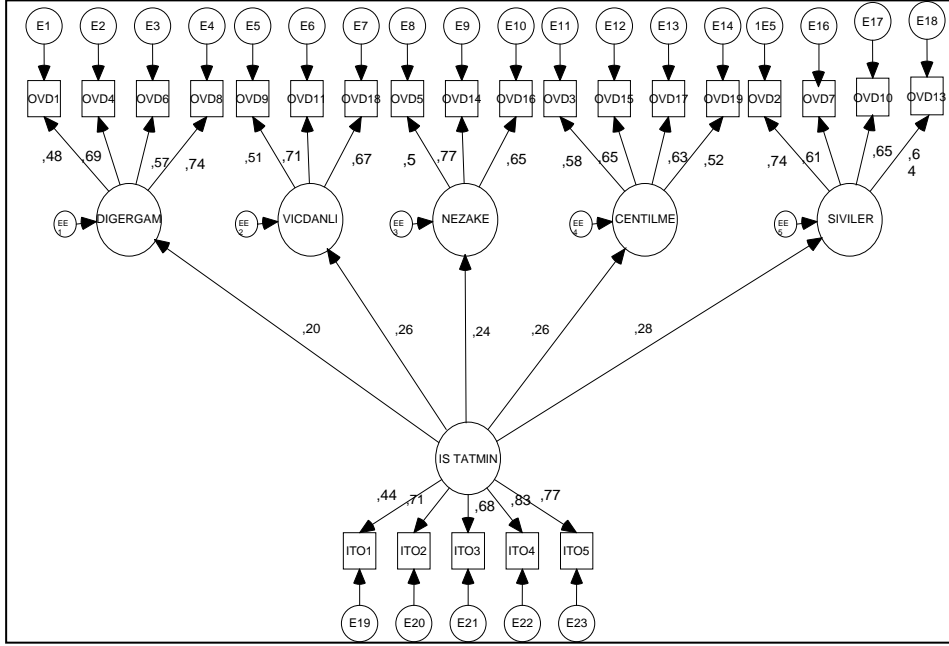 E1 E2 E3 E4 E5 E6 E7 E8 E9 E10 E11 E12 E13 E14 1E5 E16 E17 E18
OVD1 OVD4 OVD6 OVD8 OVD9 OVD11 OVD18 OVD5 OVD14 OVD16 OVD3 OVD15 OVD17 OVD19 OVD2 OVD7 OVD10 OVD13
,48 ,69 ,57 ,74 ,51 ,71 ,67 ,5 ,77 ,65 ,58 ,65 ,63 ,52 ,74 ,61 ,65 ,6
4
EE DIGERGAM EE VICDANLI EE NEZAKE EE CENTILME EE SIVILER
1 2 3 4 5
,20 ,26 ,24 ,26 ,28
IS TATMIN
,44 ,71 ,68 ,83 ,77
ITO1 ITO2 ITO3 ITO4 ITO5
E19 E20 E21 E22 E23